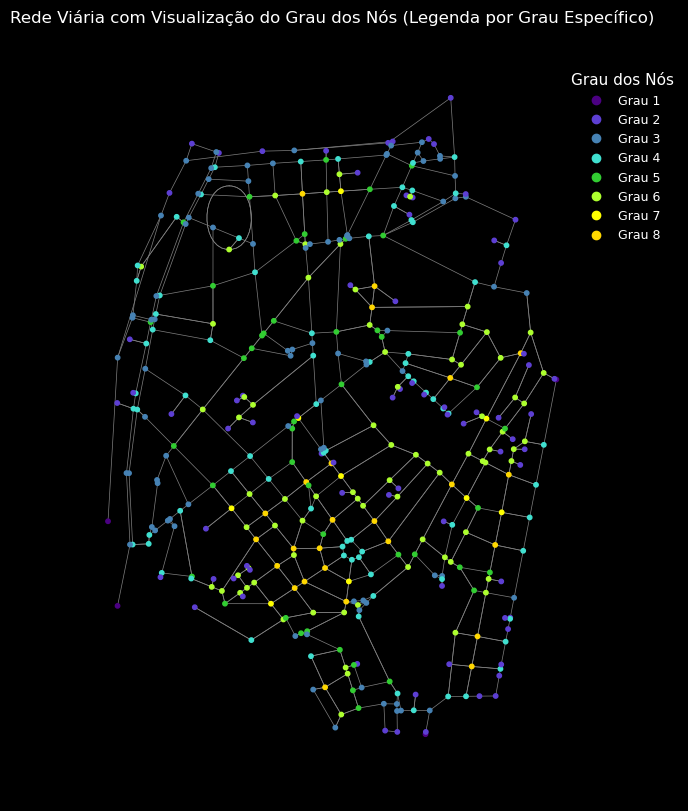 Rede Viária com Visualização do Grau dos Nós (Legenda por Grau Específico)
Grau dos Nós
Grau 1
Grau 2
Grau 3
Grau 4
Grau 5
Grau 6
Grau 7
Grau 8